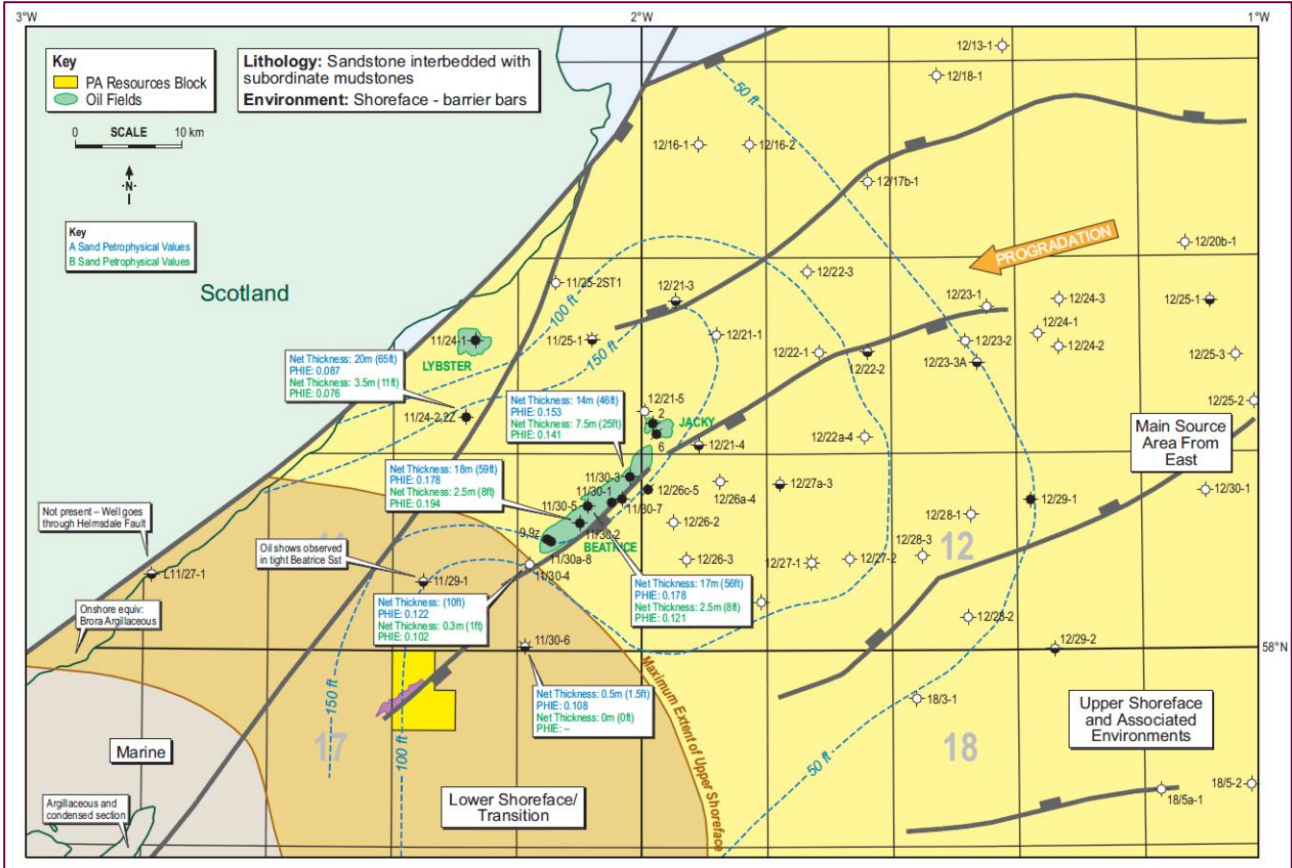 3°W
2°W
1°W
Key
PA Resources Block
Oil Fields
0 SCALE 10 km
N
Key
A Sand Petrophysical Values
B Sand Petrophysical Values
Lithology: Sandstone interbedded with
subordinate mudstones
Environment: Shoreface - barrier bars
12/13-1
12/18-1
50 ft
12/16-1
12/16-2
12/17b-1
PROGRADATION
12/20b-1
Scotland
11/25-2ST1
100 ft
150 ft
12/21-3
12/22-3
12/23-1
12/24-3
12/25-1
11/24-1
LYBSTER
11/25-1
12/21-1
12/22-1
12/22-2
12/23-2
12/23-3A
12/24-1
12/24-2
12/25-3
12/25-2
Net Thickness: 20m (65ft)
PHIE: 0.087
Net Thickness: 3.5m (11ft)
PHIE: 0.076
11/24-2,2Z
Net Thickness: 14m (46ft)
PHIE: 0.153
Net Thickness: 7.5m (25ft)
PHIE: 0.141
12/21-5
2
JACKY
6
12/21-4
12/22a-4
Main Source
Area From
East
Net Thickness: 18m (59ft)
PHIE: 0.178
Net Thickness: 2.5m (8ft)
PHIE: 0.194
11/30-3
11/30-1
11/30-5
11/30-7
12/26c-5
12/26a-4
12/27a-3
12/29-1
12/30-1
11/30-2
BEATRICE
9,9z
11/30a-8
11/30-4
12/26-2
12/26-3
12/27-1
12/27-2
12/28-1
12/28-3
12
Not present – Well goes
through Helmsdale Fault
L11/27-1
11
Oil shows observed
in tight Beatrice Sst
11/29-1
Net Thickness: 17m (56ft)
PHIE: 0.178
Net Thickness: 2.5m (8ft)
PHIE: 0.121
Net Thickness: (10ft)
PHIE: 0.122
Net Thickness: 0.3m (1ft)
PHIE: 0.102
Onshore equiv:
Brora Argillaceous
11/30-6
12/28-2
12/29-2
58°N
Maximum Extent of Upper Shoreface
Net Thickness: 0.5m (1.5ft)
PHIE: 0.108
Net Thickness: 0m (0ft)
PHIE: –
150 ft
100 ft
18/3-1
Upper Shoreface
and Associated
Environments
Marine
17
18
50 ft
Argillaceous and
condensed section
Lower Shoreface/
Transition
18/5a-1
18/5-2